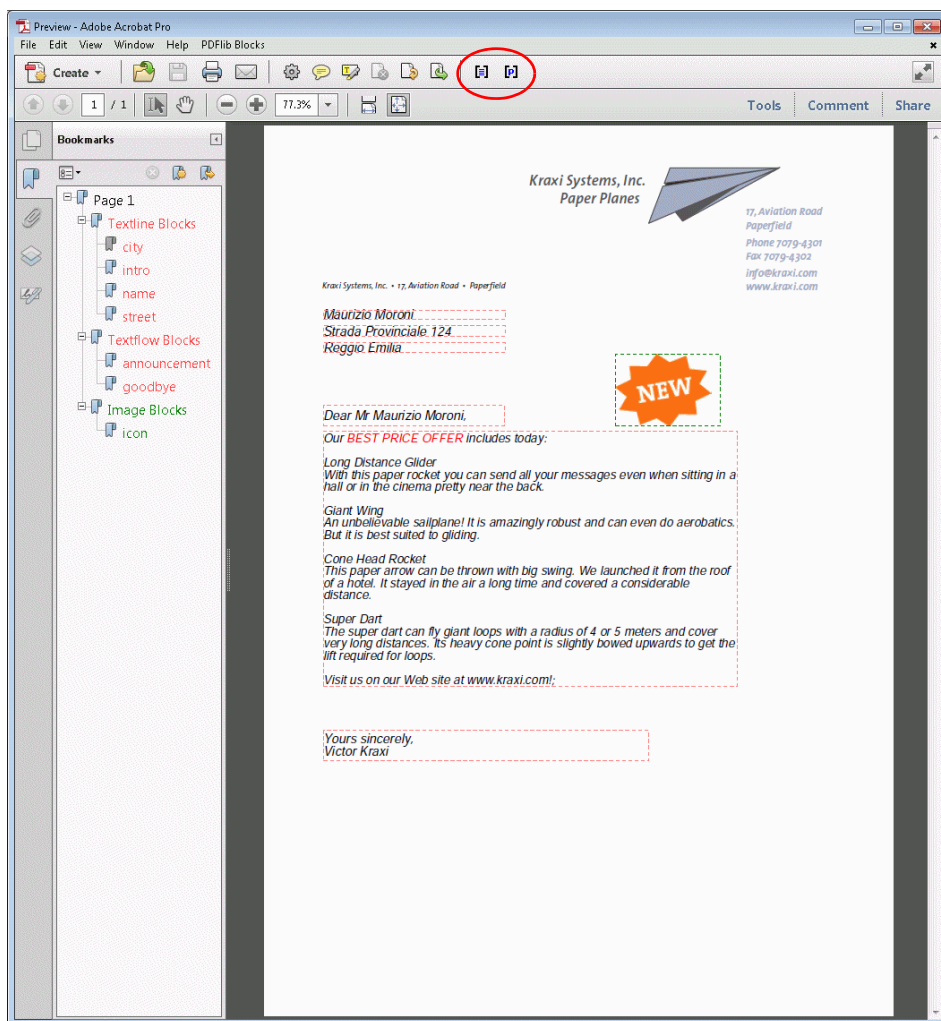 Preview - Adobe Acrobat Pro
File Edit View Window Help PDFlib Blocks
Create
1 / 1 77.3% Tools Comment Share
Bookmarks
Page 1
Textline Blocks
city
intro
name
street
Textflow Blocks
announcement
goodbye
Image Blocks
icon
Kraxi Systems, Inc.
Paper Planes
17, Aviation Road
Paperfield
Phone 7079-4301
Fax 7079-4302
info@kraxi.com
www.kraxi.com
Kraxi Systems, Inc. • 17, Aviation Road • Paperfield
Maurizio Moroni
Strada Provinciale 124
Reggio Emilia
NEW
Dear Mr Maurizio Moroni,
Our BEST PRICE OFFER includes today:
Long Distance Glider
With this paper rocket you can send all your messages even when sitting in a
hall or in the cinema pretty near the back.
Giant Wing
An unbelievable sailplane! It is amazingly robust and can even do aerobatics.
But it is best suited to gliding.
Cone Head Rocket
This paper arrow can be thrown with big swing. We launched it from the roof
of a hotel. It stayed in the air a long time and covered a considerable
distance.
Super Dart
The super dart can fly giant loops with a radius of 4 or 5 meters and cover
very long distances. Its heavy cone point is slightly bowed upwards to get the
lift required for loops.
Visit us on our Web site at www.kraxi.com!;
Yours sincerely,
Victor Kraxi